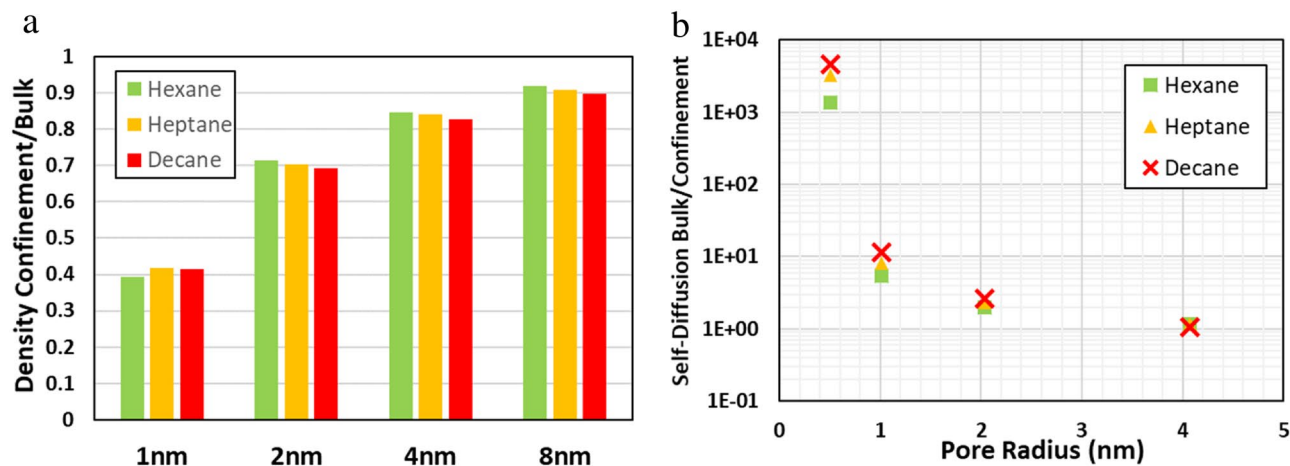 a
Density Confinement/Bulk
1
0.9
0.8
0.7
0.6
0.5
0.4
0.3
0.2
0.1
0
Hexane
Heptane
Decane
1nm 2nm 4nm 8nm
b
Self-Diffusion Bulk/Confinement
1E+04
1E+03
1E+02
1E+01
1E+00
1E-01
Hexane
Heptane
Decane
0 1 2 3 4 5
Pore Radius (nm)